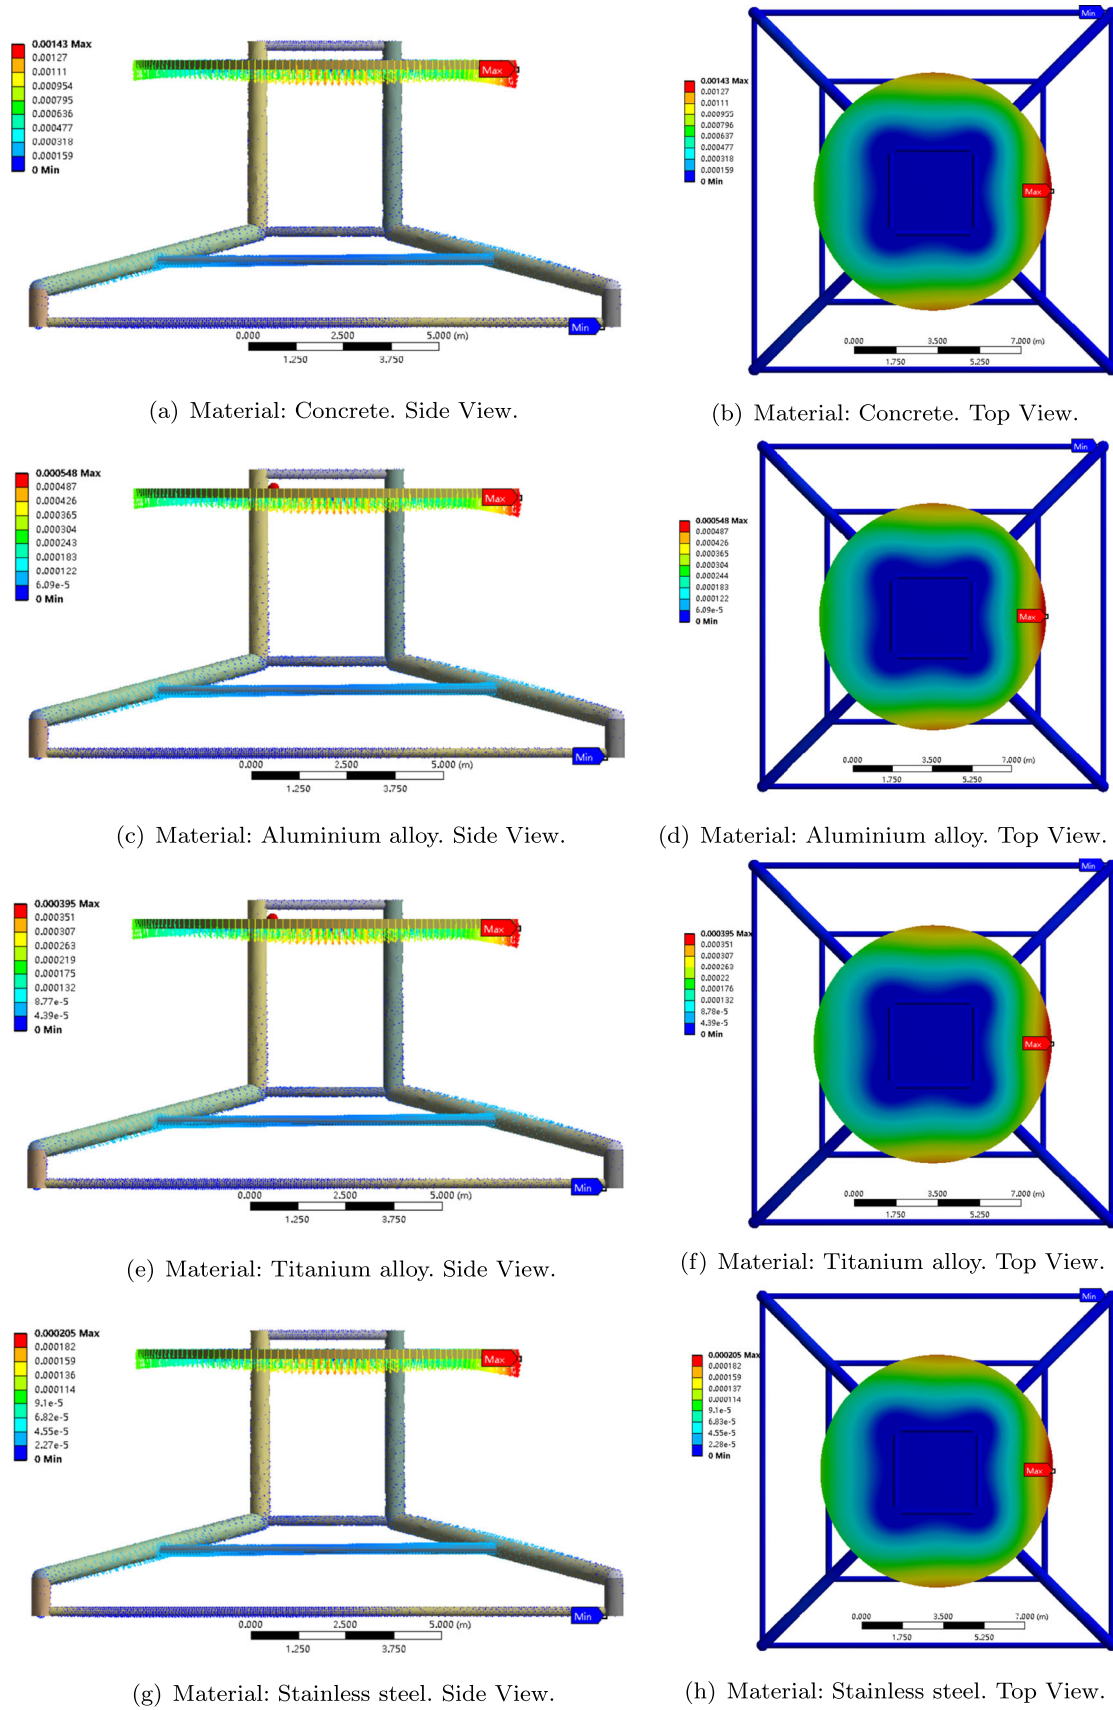 0.00143 Max
0.00127
0.00111
0.000954
0.000795
0.000636
0.000477
0.000318
0.000159
0 Min
Max
Min
0.000 2.500 5.000 (m)
1.250 3.750
(a) Material: Concrete. Side View.
Min
0.00143 Max
0.00127
0.00111
0.000955
0.000796
0.000637
0.000477
0.000318
0.000159
0 Min
Max
0.000 3.500 7.000 (m)
1.750 5.250
(b) Material: Concrete. Top View.
0.000548 Max
0.000487
0.000426
0.000365
0.000304
0.000243
0.000183
0.000122
6.09e-5
0 Min
Max
Min
0.000 2.500 5.000 (m)
1.250 3.750
(c) Material: Aluminium alloy. Side View.
Min
0.000548 Max
0.000487
0.000426
0.000365
0.000304
0.000244
0.000183
0.000122
6.09e-5
0 Min
Max
0.000 3.500 7.000 (m)
1.750 5.250
(d) Material: Aluminium alloy. Top View.
0.000395 Max
0.000351
0.000307
0.000263
0.000219
0.000175
0.000132
8.77e-5
4.39e-5
0 Min
Max
Min
0.000 2.500 5.000 (m)
1.250 3.750
(e) Material: Titanium alloy. Side View.
Min
0.000395 Max
0.000351
0.000307
0.000263
0.00022
0.000176
0.000132
8.78e-5
4.39e-5
0 Min
Max
0.000 3.500 7.000 (m)
1.750 5.250
(f) Material: Titanium alloy. Top View.
0.000205 Max
0.000182
0.000159
0.000136
0.000114
9.1e-5
6.82e-5
4.55e-5
2.27e-5
0 Min
Max
Min
0.000 2.500 5.000 (m)
1.250 3.750
(g) Material: Stainless steel. Side View.
Min
0.000205 Max
0.000182
0.000159
0.000137
0.000114
9.1e-5
6.83e-5
4.55e-5
2.28e-5
0 Min
Max
0.000 3.500 7.000 (m)
1.750 5.250
(h) Material: Stainless steel. Top View.